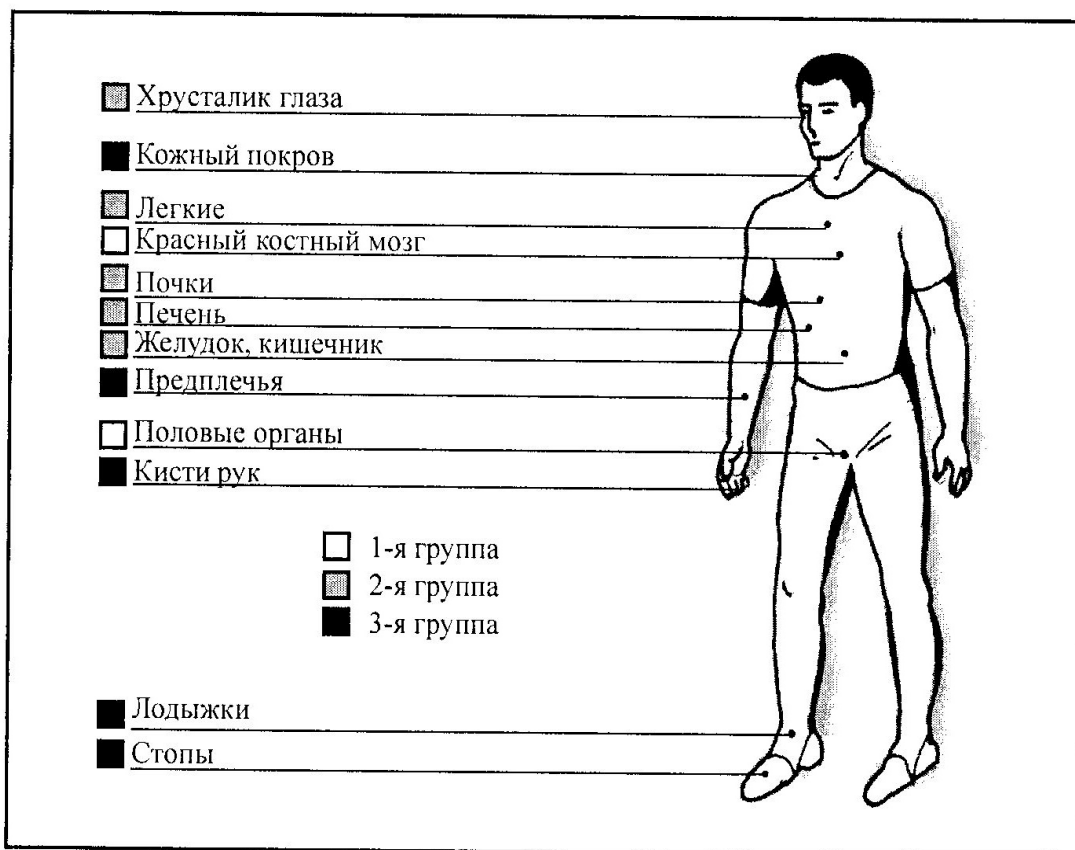 Хрусталик глаза
Кожный покров
Легкие
Красный костный мозг
Почки
Печень
Желудок, кишечник
Предплечья
Половые органы
Кисти рук
1-я группа
2-я группа
3-я группа
Лодыжки
Стопы